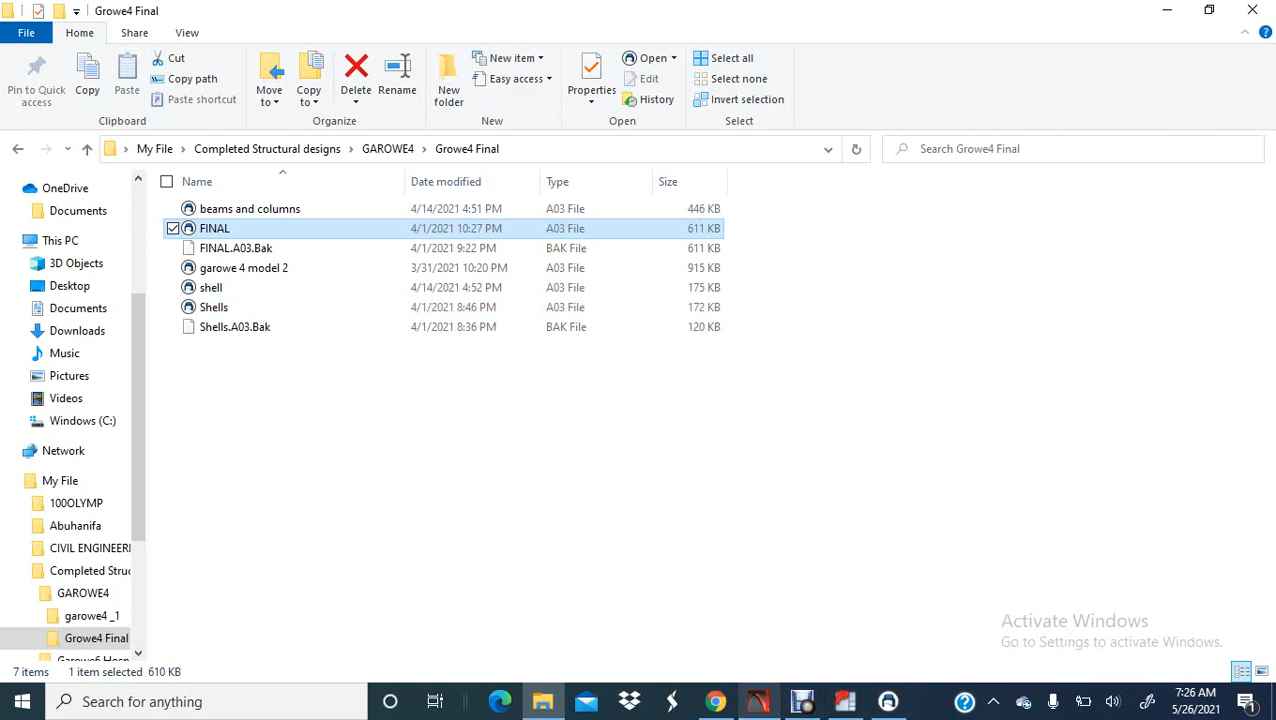 Growe4 Final
File Home Share View
Pin to Quick access
Copy
Paste
Cut
Copy path
Paste shortcut
Clipboard
Move to
Copy to
Delete
Rename
Organize
New folder
New item
Easy access
New
Properties
Open
Edit
History
Open
Select all
Select none
Invert selection
Select
My File > Completed Structural designs > GAROWE4 > Growe4 Final
Search Growe4 Final
Name Date modified Type Size
beams and columns 4/14/2021 4:51 PM A03 File 446 KB
FINAL 4/1/2021 10:27 PM A03 File 611 KB
FINAL.A03.Bak 4/1/2021 9:22 PM BAK File 611 KB
garowe 4 model 2 3/31/2021 10:20 PM A03 File 915 KB
shell 4/14/2021 4:52 PM A03 File 175 KB
Shells 4/1/2021 8:46 PM A03 File 172 KB
Shells.A03.Bak 4/1/2021 8:36 PM BAK File 120 KB
OneDrive
Documents
This PC
3D Objects
Desktop
Documents
Downloads
Music
Pictures
Videos
Windows (C:)
Network
My File
100OLYMP
Abuhanifa
CIVIL ENGINEERI
Completed Struc
GAROWE4
garowe4 _1
Growe4 Final
Garowe6 Hosp
Activate Windows
Go to Settings to activate Windows.
7 items 1 item selected 610 KB
Search for anything
7:26 AM
5/26/2021
1